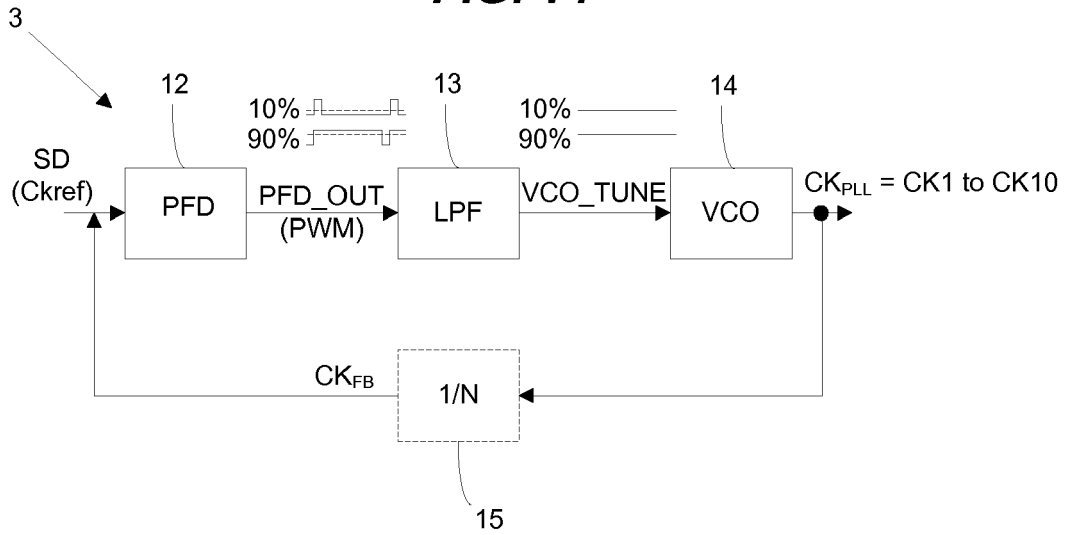 3
12
13
14
10%
90%
10%
90%
SD
(Ckref)
PFD
PFD_OUT
(PWM)
LPF
VCO_TUNE
VCO
CKPLL = CK1 to CK10
CKFB
1/N
15